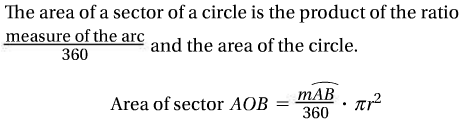 The area of a sector of a circle is the product of the ratio
measure of the arc
360
and the area of the circle.
Area of sector AOB = mAB͡/360 · πr²